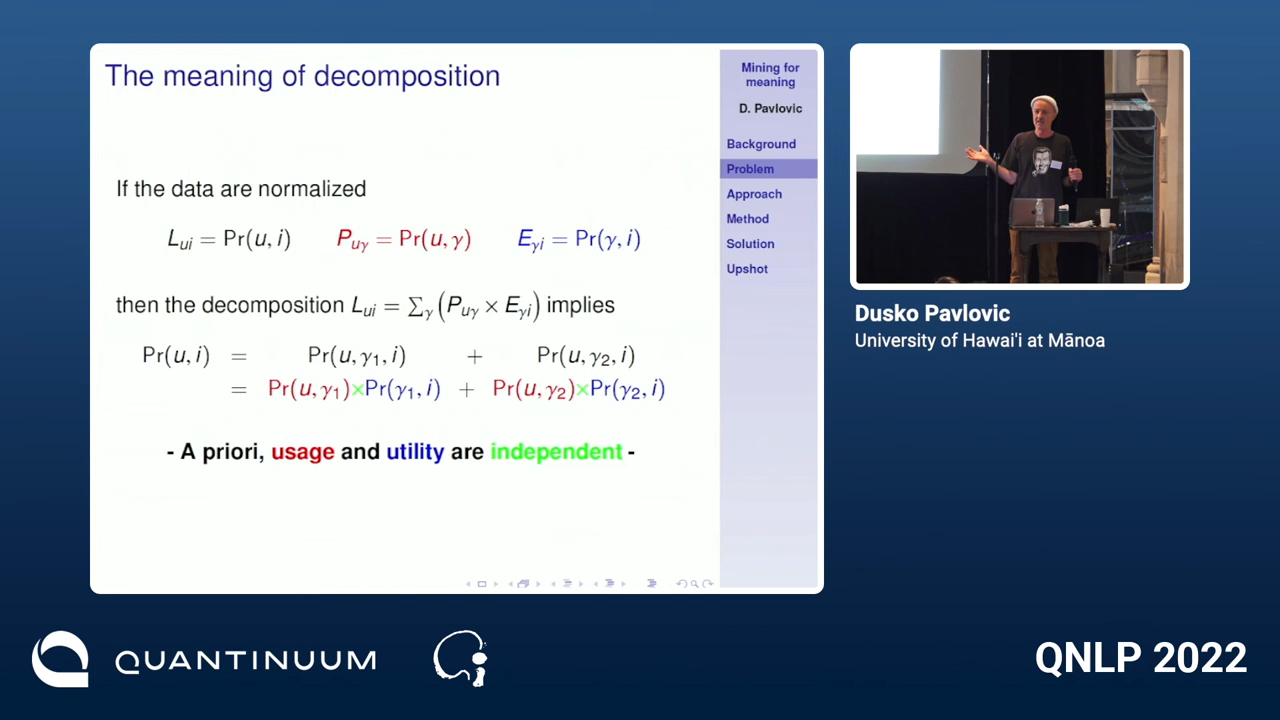 The meaning of decomposition
If the data are normalized
L_ui = Pr(u, i) P_uγ = Pr(u, γ) E_γi = Pr(γ, i)
then the decomposition L_ui = Σ_γ (P_uγ × E_γi) implies
Pr(u, i) = Pr(u, γ₁, i) + Pr(u, γ₂, i)
= Pr(u, γ₁)×Pr(γ₁, i) + Pr(u, γ₂)×Pr(γ₂, i)
- A priori, usage and utility are independent -
Mining for
meaning
D. Pavlovic
Background
Problem
Approach
Method
Solution
Upshot
Dusko Pavlovic
University of Hawai'i at Mānoa
QUANTINUUM
QNLP 2022